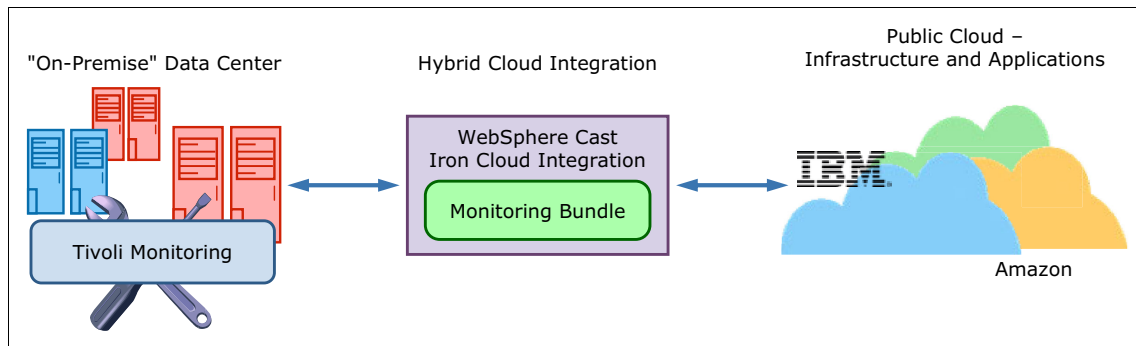 "On-Premise" Data Center
Tivoli Monitoring
Hybrid Cloud Integration
WebSphere Cast
Iron Cloud Integration
Monitoring Bundle
Public Cloud –
Infrastructure and Applications
IBM®
Amazon